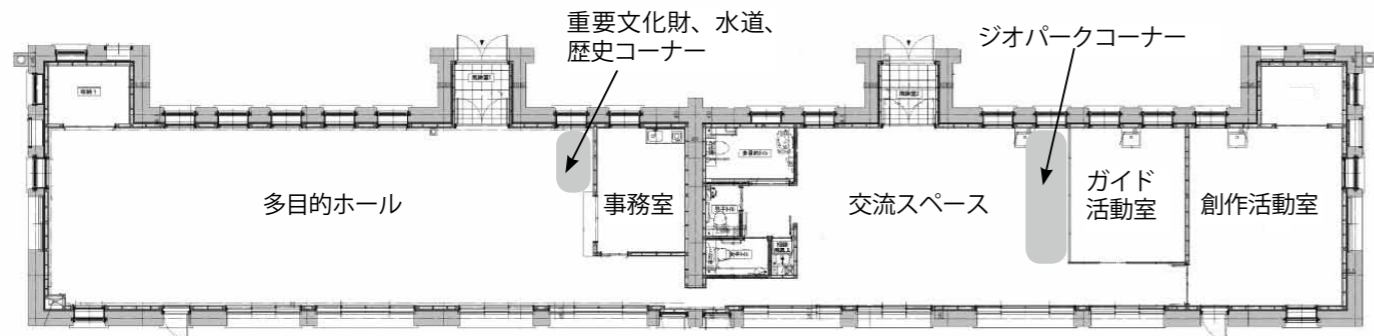 重要文化財、水道、
歴史コーナー
ジオパークコーナー
多目的ホール
事務室
交流スペース
ガイド
活動室
創作活動室